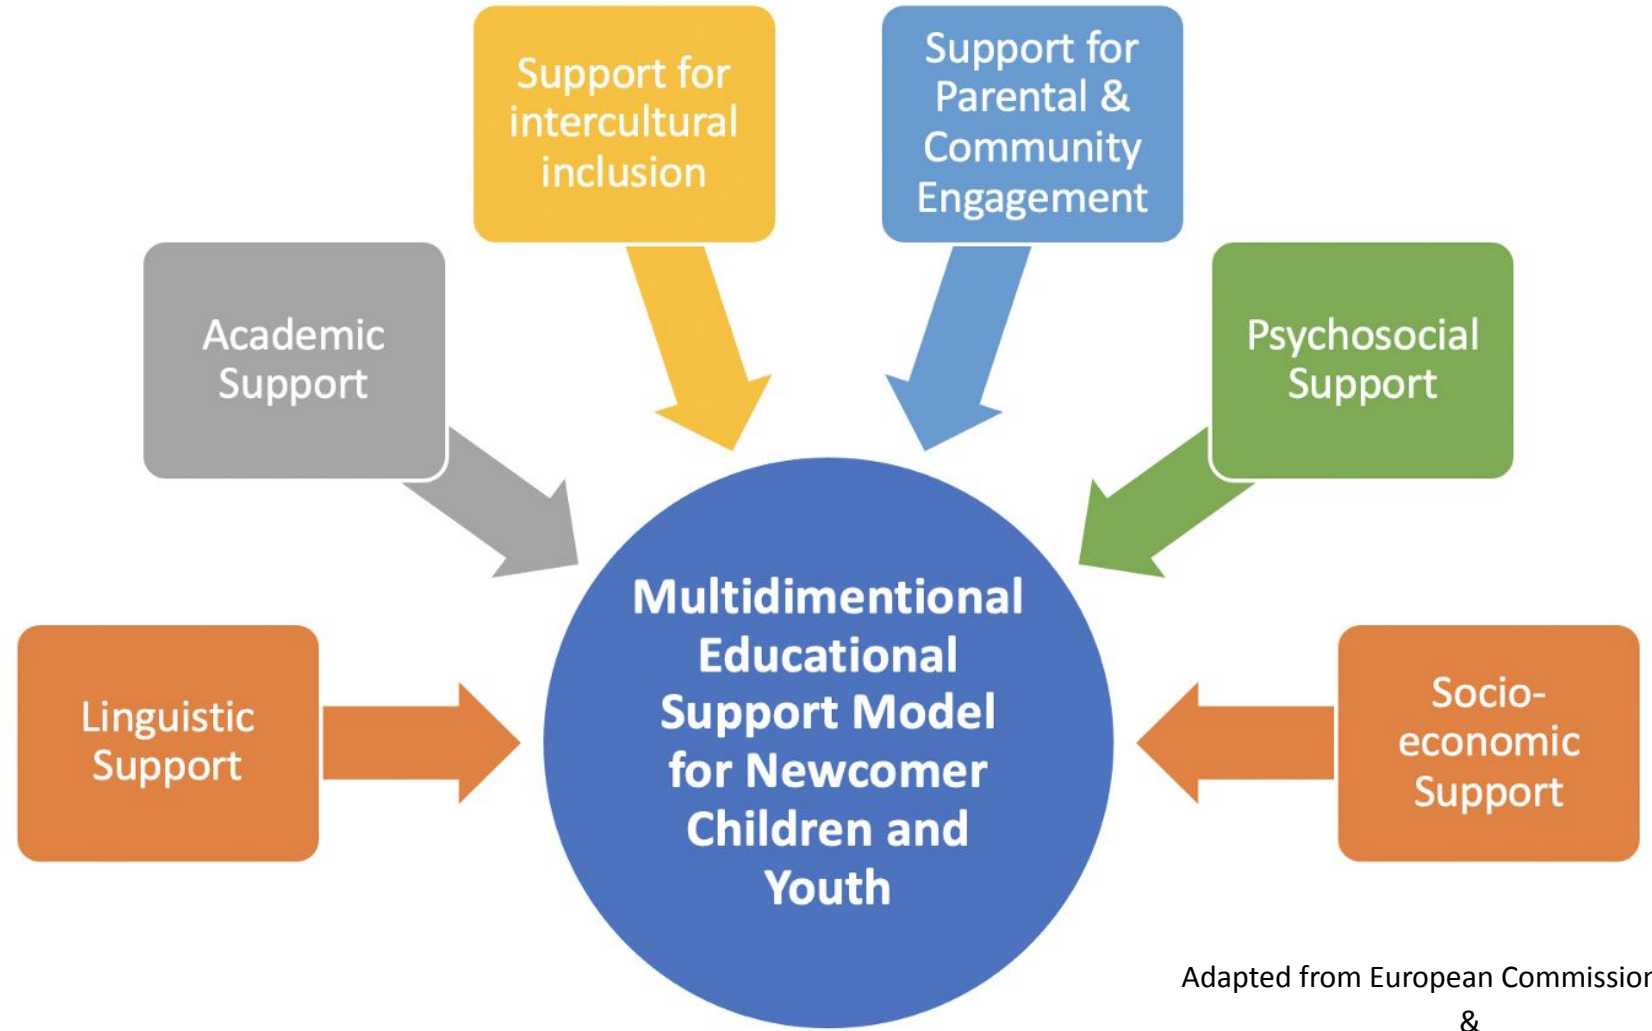 Support for
intercultural
inclusion
Support for
Parental &
Community
Engagement
Academic
Support
Psychosocial
Support
Linguistic
Support
Socio-
economic
Support
Multidimentional
Educational
Support Model
for Newcomer
Children and
Youth
Adapted from European Commission
&